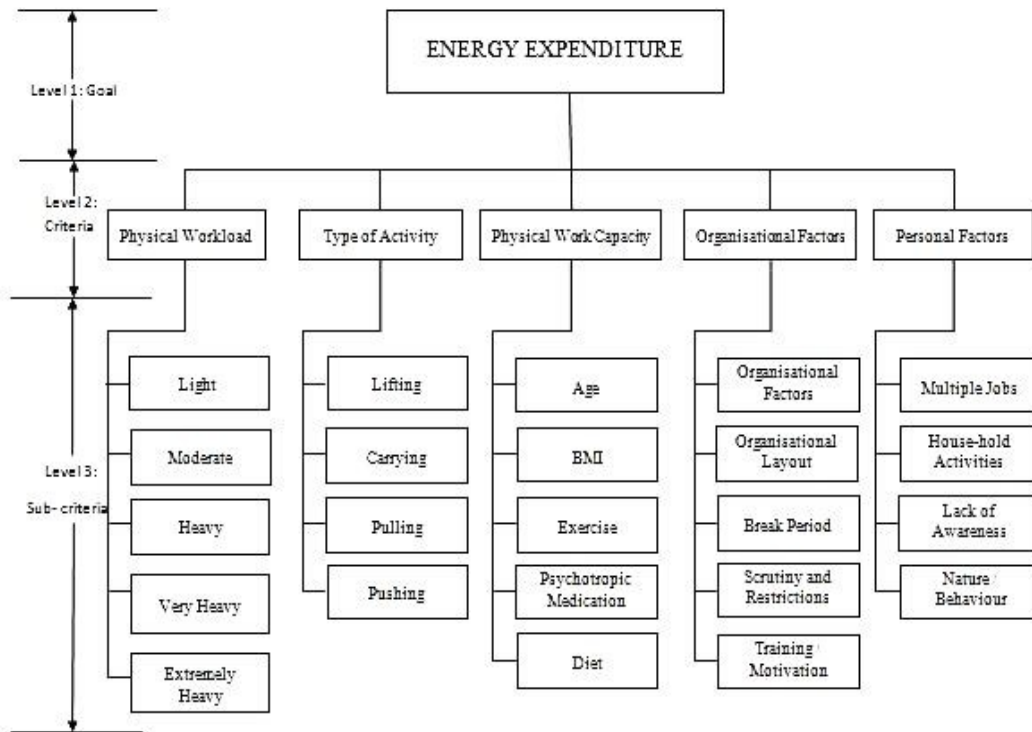 ENERGY EXPENDITURE
Level 1: Goal
Level 2:
Criteria
Physical Workload
Type of Activity
Physical Work Capacity
Organisational Factors
Personal Factors
Level 3:
Sub- criteria
Light
Moderate
Heavy
Very Heavy
Extremely
Heavy
Lifting
Carrying
Pulling
Pushing
Age
BMI
Exercise
Psychotropic
Medication
Diet
Organisational
Factors
Organisational
Layout
Break Period
Scrutiny and
Restrictions
Training /
Motivation
Multiple Jobs
House-hold
Activities
Lack of
Awareness
Nature /
Behaviour